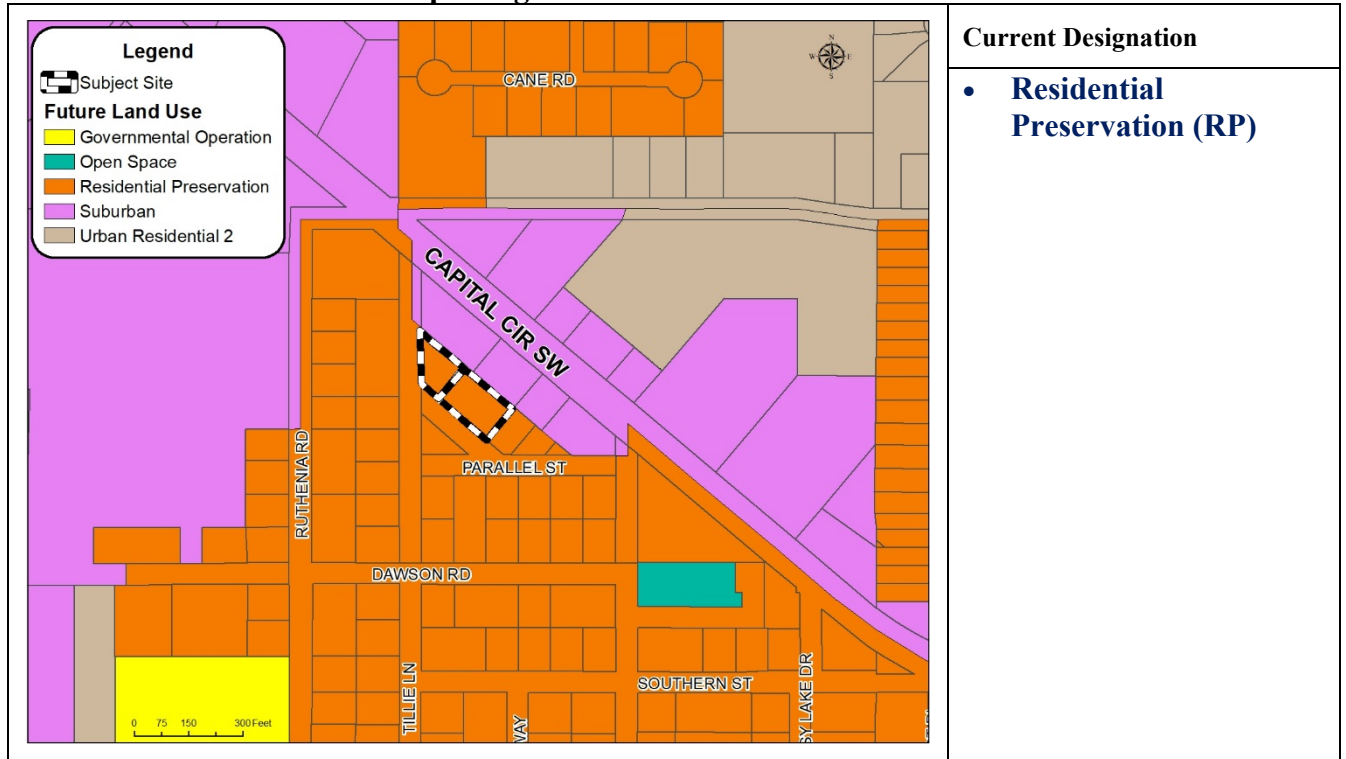 Legend
Subject Site
Future Land Use
Governmental Operation
Open Space
Residential Preservation
Suburban
Urban Residential 2
N
W E
S
CANE RD
CAPITAL CIR SW
RUTHENIA RD
PARALLEL ST
DAWSON RD
TILLIE LN
WAY
SOUTHERN ST
SY LAKE DR
0 75 150 300 Feet
Current Designation
• Residential
Preservation (RP)